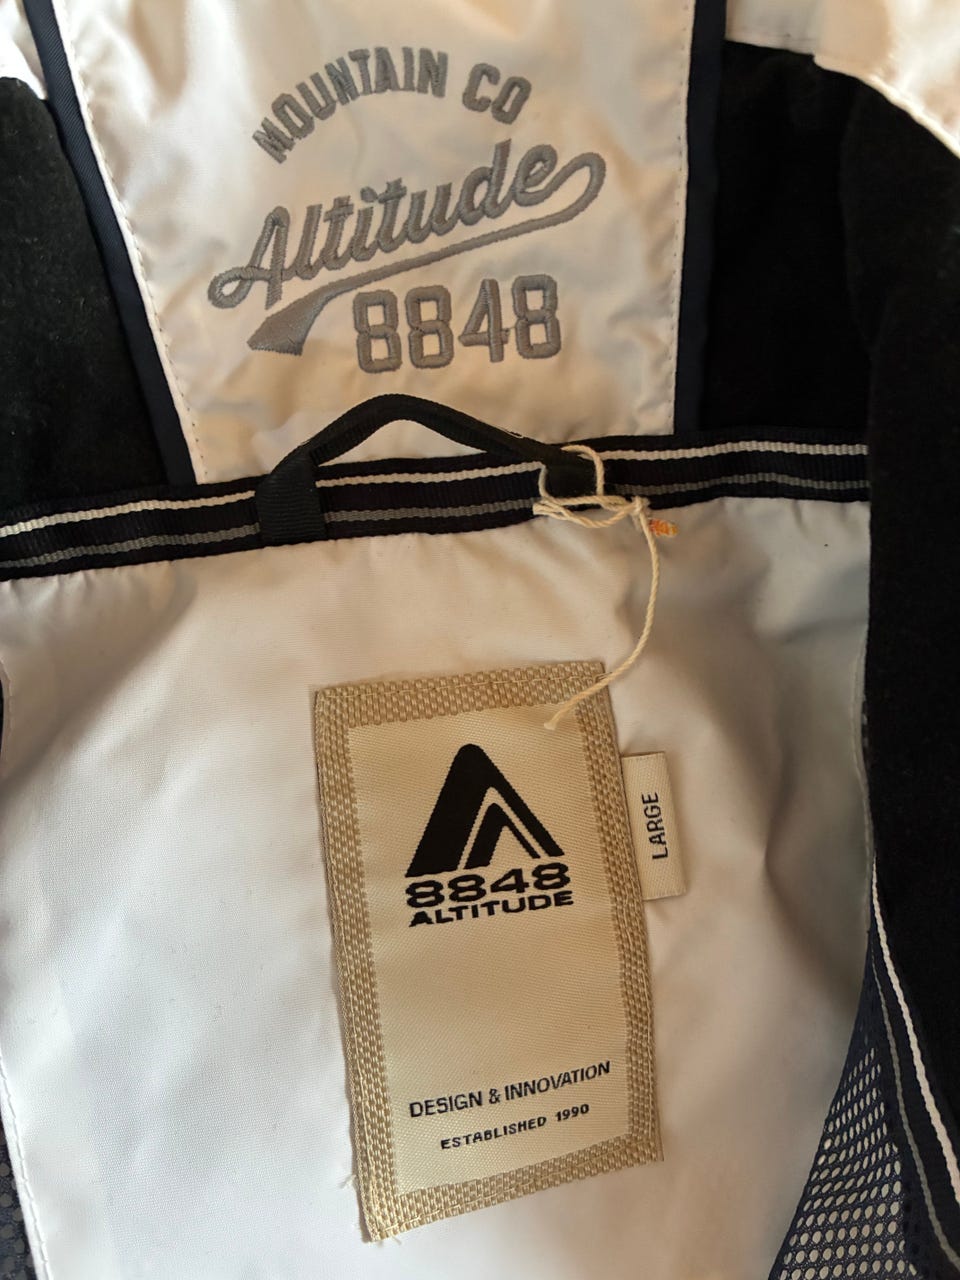 MOUNTAIN CO
Altitude
8848
8848
ALTITUDE
LARGE
DESIGN & INNOVATION
ESTABLISHED 1990